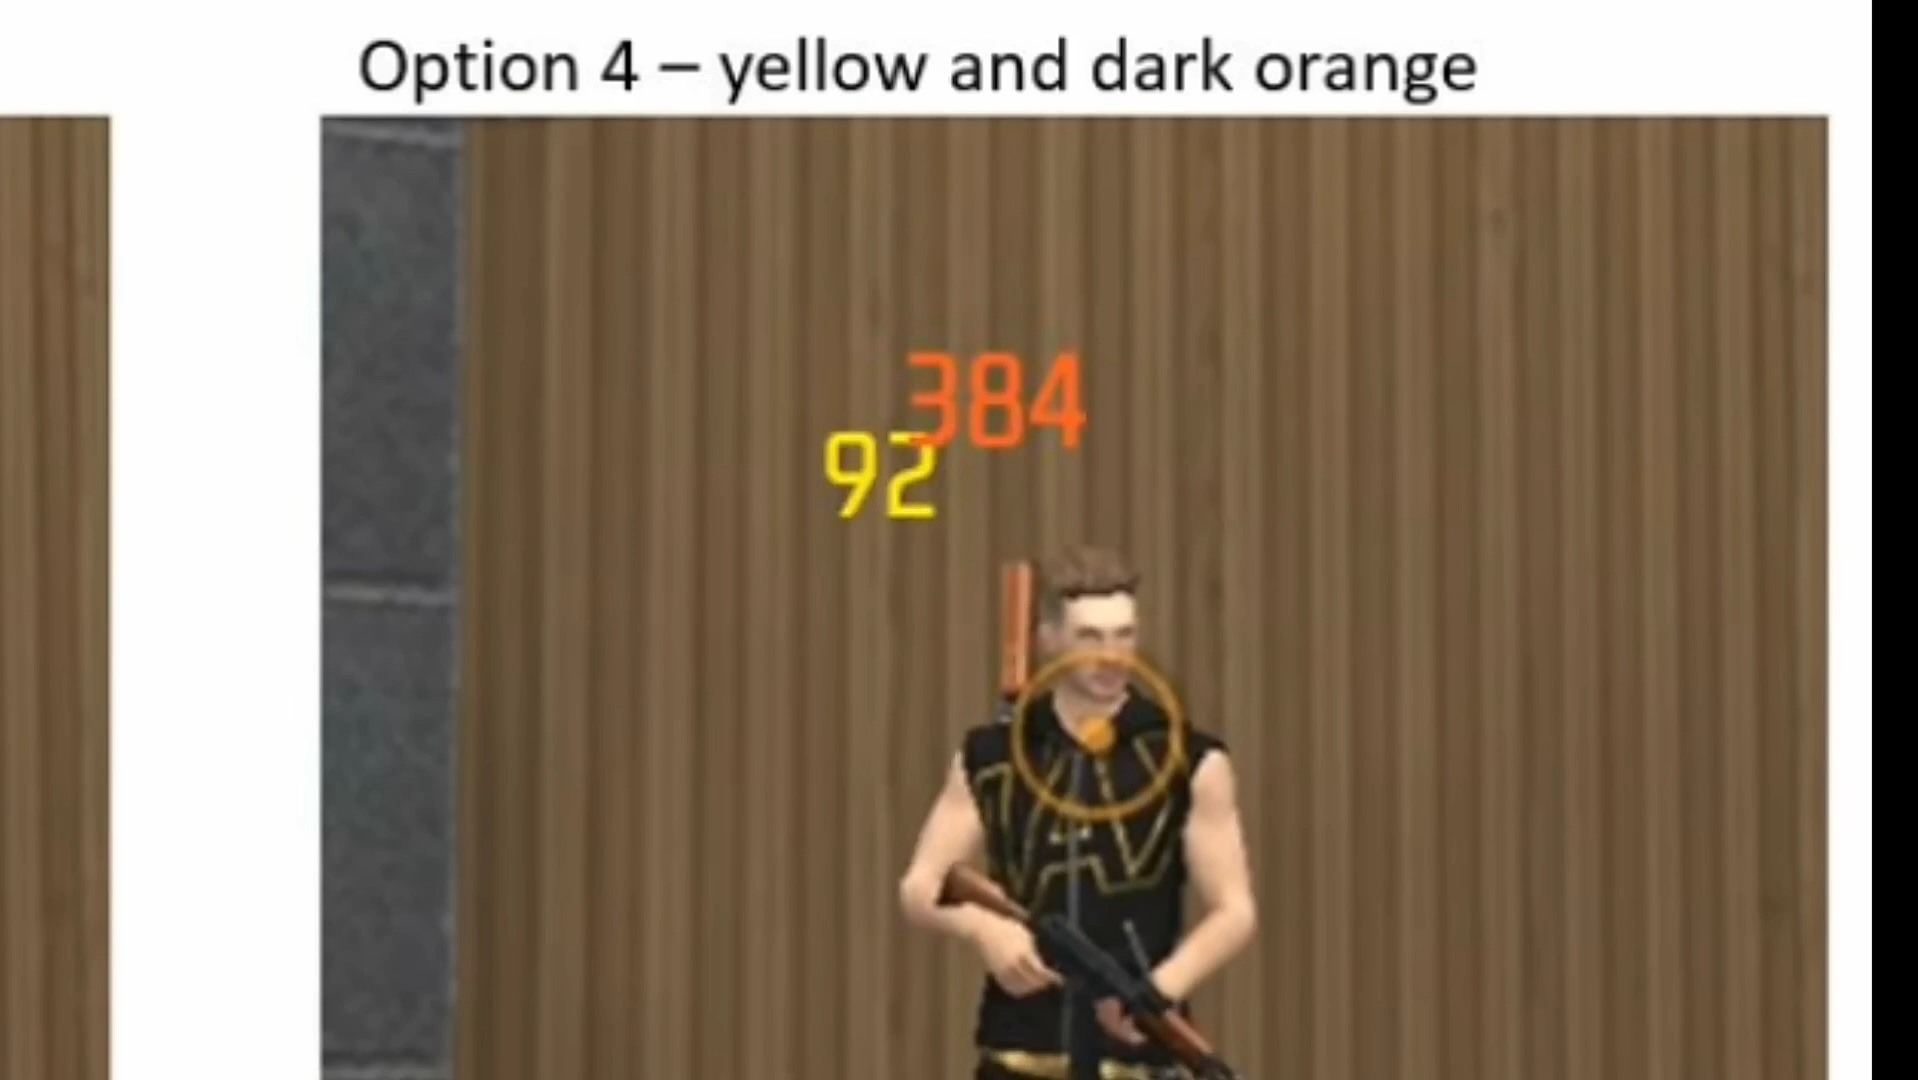 Option 4 – yellow and dark orange
384
92